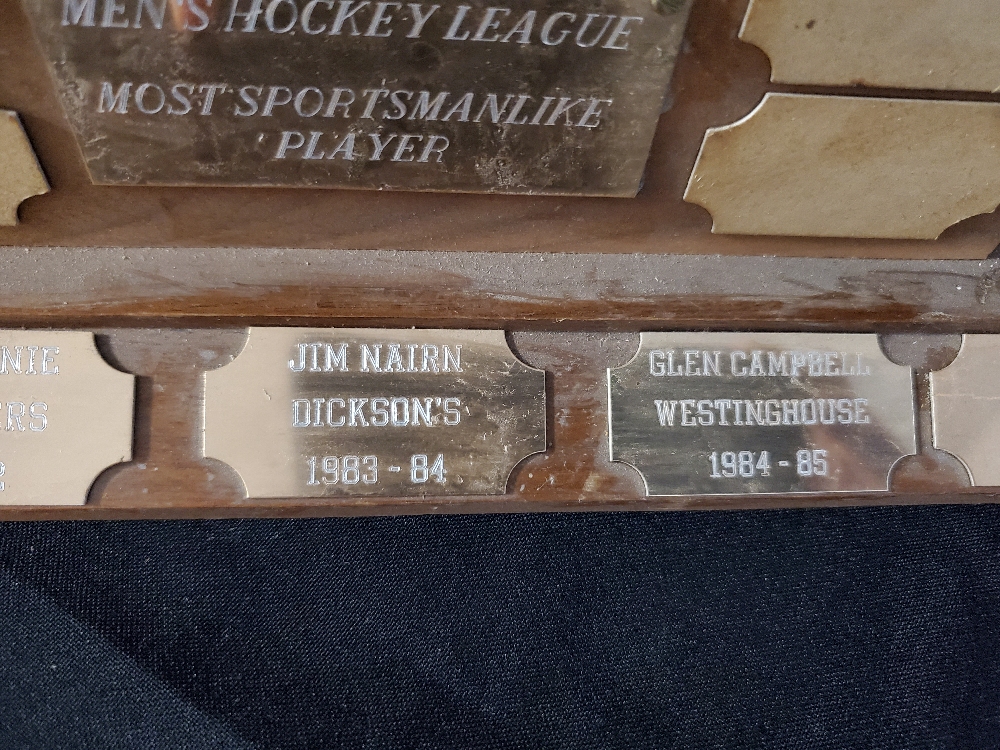 MEN'S HOCKEY LEAGUE
MOST SPORTSMANLIKE
PLAYER
JIM NAIRN
DICKSON'S
1983 - 84
GLEN CAMPBELL
WESTINGHOUSE
1984 - 85